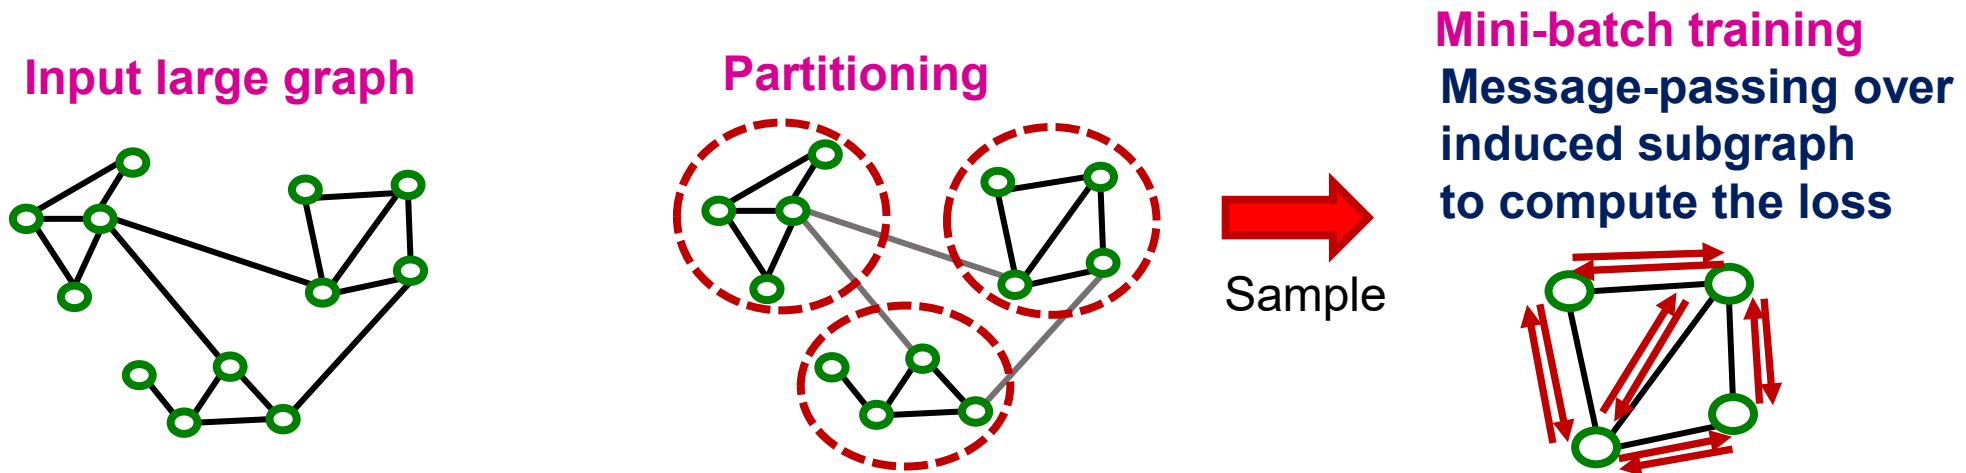 Input large graph
Partitioning
Sample
Mini-batch training
Message-passing over
induced subgraph
to compute the loss